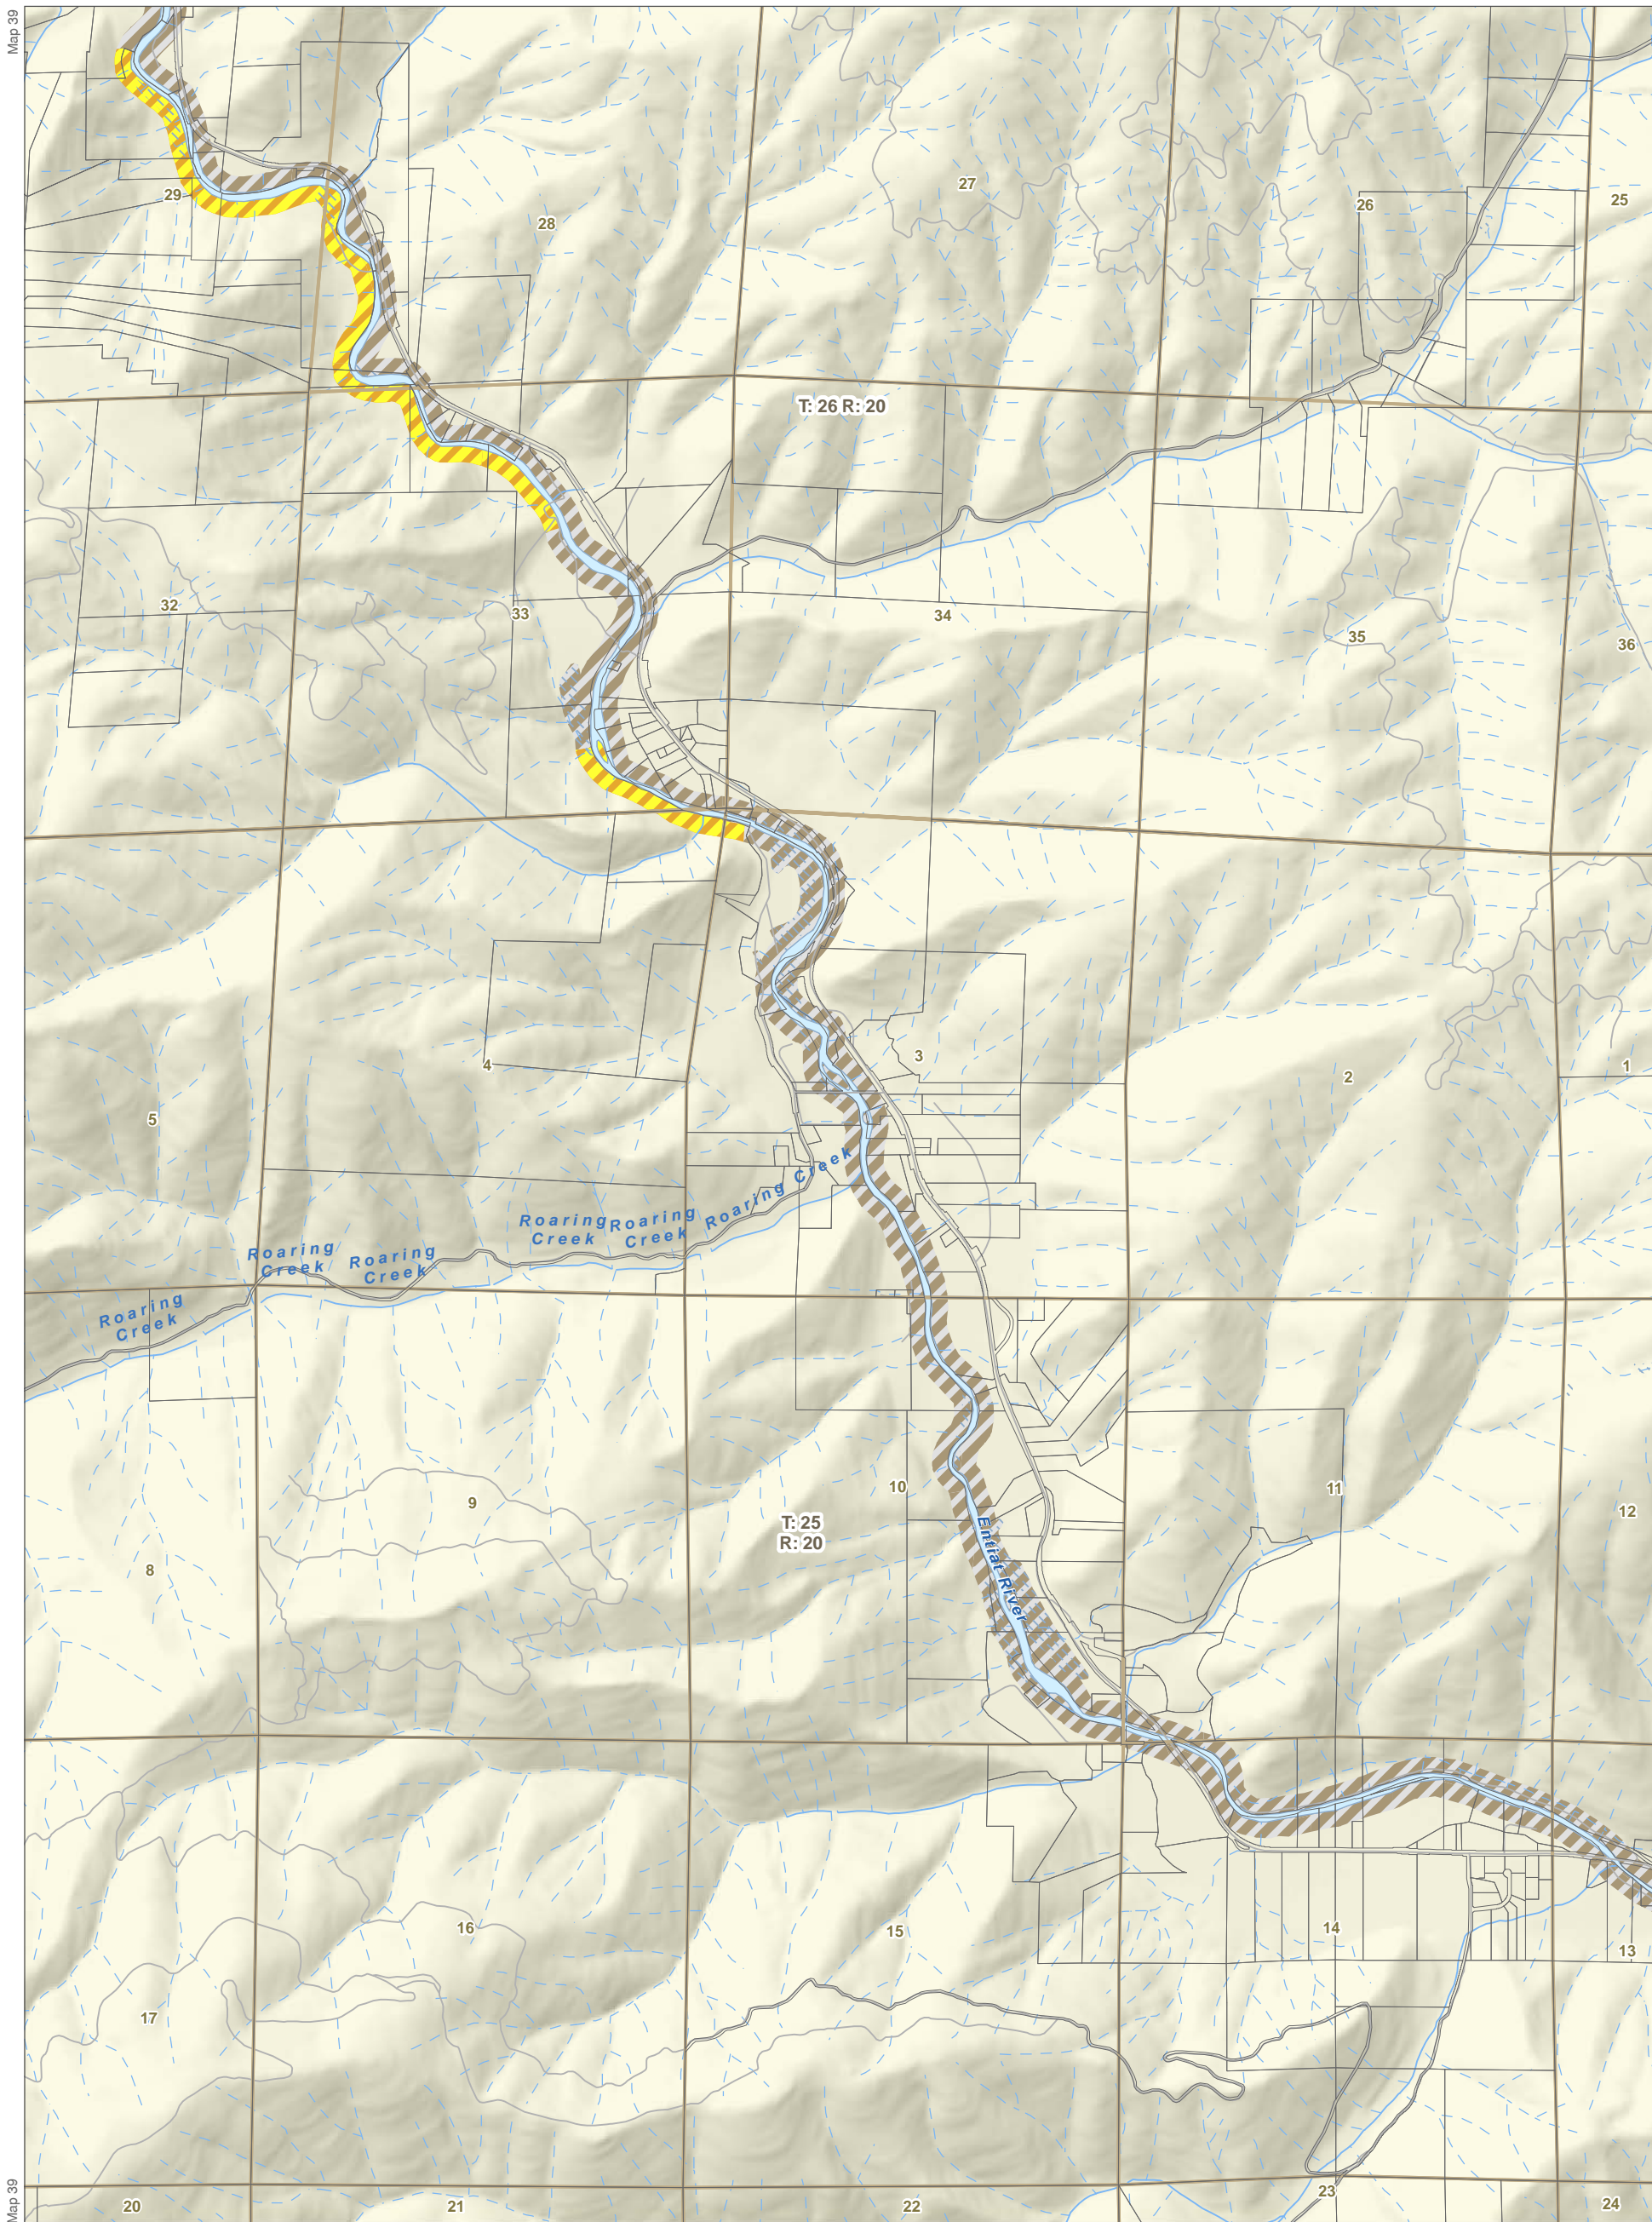 Map 39
27
29
25
26
28
T: 26 R: 20
32
33
34
35
36
3
4
1
2
5
Roaring Creek
Roaring
Creek
Roaring
Creek
Roaring
Creek
Roaring
Creek
Roaring
Creek
10
11
9
12
T: 25
R: 20
8
Entiat River
16
15
14
13
17
23
20
21
22
24
Map 39